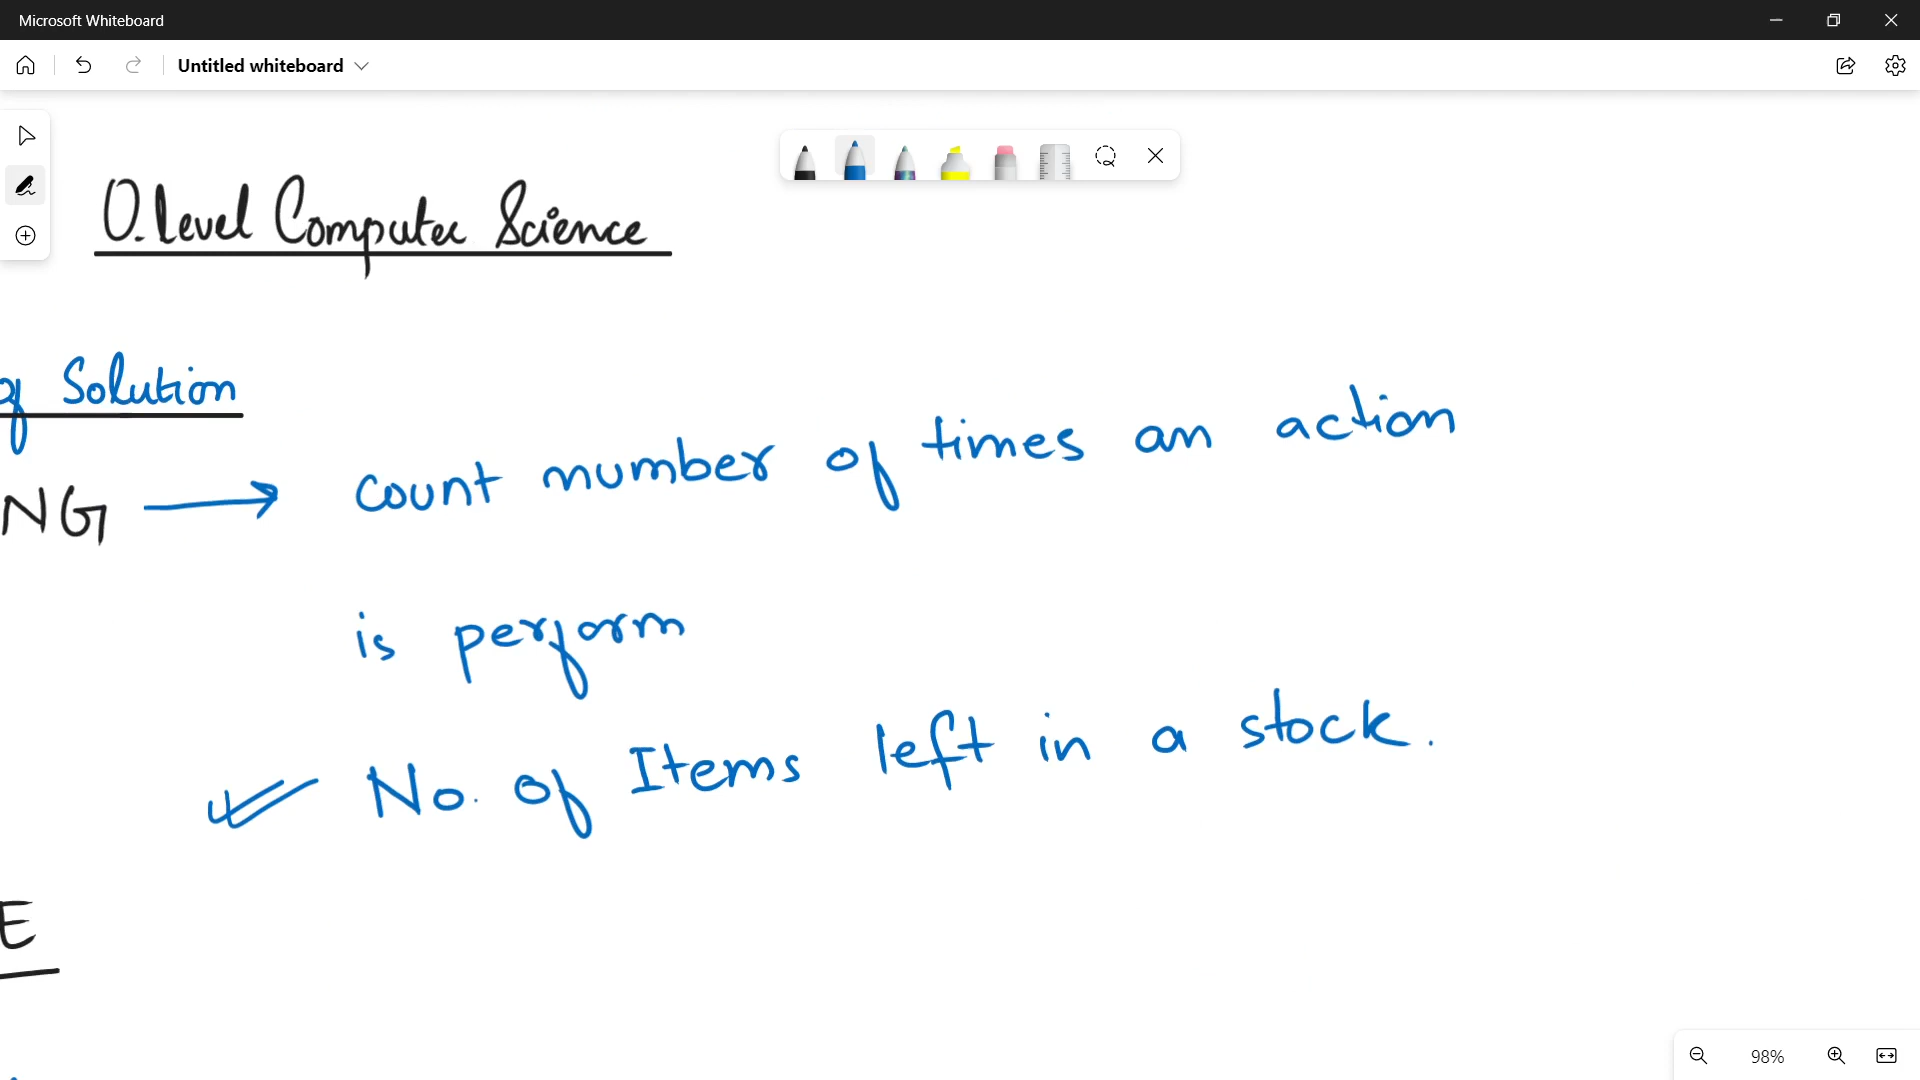 Microsoft Whiteboard
Untitled whiteboard
O.level Computer Science
of Solution
NG → count number of times an action
is perform
No. of Items left in a stock.
E
98%